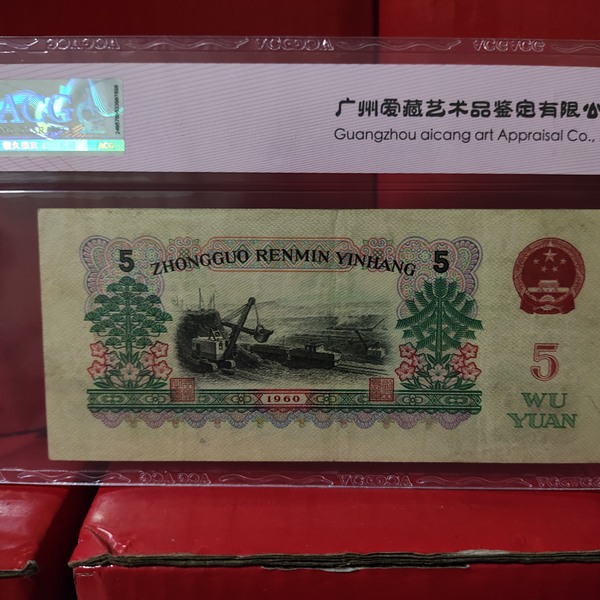 ACG
广州爱藏艺术品鉴定有限公
Guangzhou aicang art Appraisal Co.,
5
ZHONGGUO RENMIN YINHANG
5
5
WU
YUAN
1960